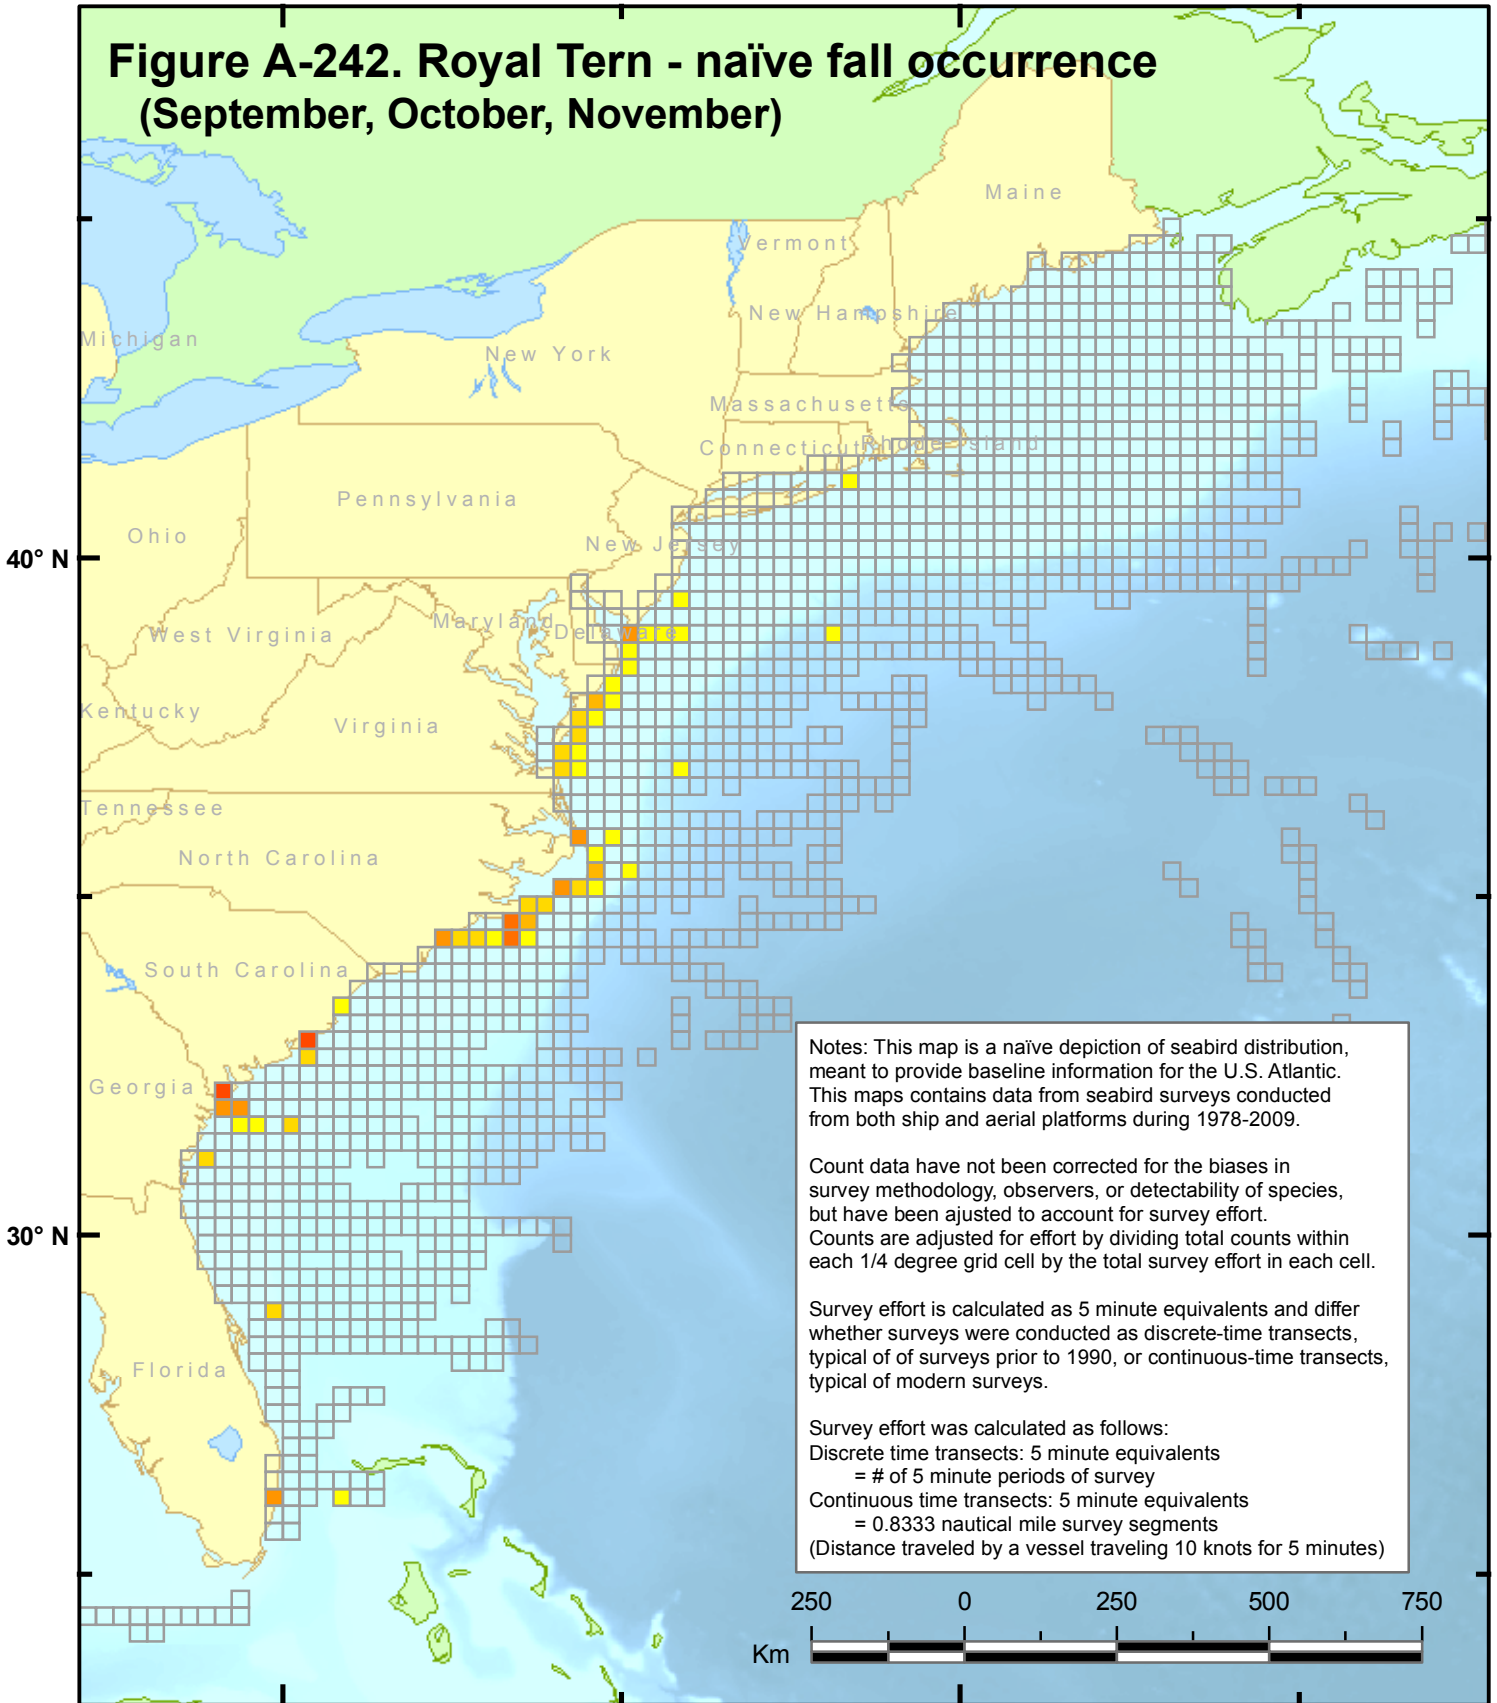 Figure A-242. Royal Tern - naïve fall occurrence
(September, October, November)
Maine
Vermont
New Hampshire
Michigan
New York
Massachusetts
Connecticut
Rhode Island
Pennsylvania
Ohio
New Jersey
40° N
Maryland
Delaware
West Virginia
Kentucky
Virginia
Tennessee
North Carolina
South Carolina
Georgia
30° N
Florida
Notes: This map is a naïve depiction of seabird distribution,
meant to provide baseline information for the U.S. Atlantic.
This maps contains data from seabird surveys conducted
from both ship and aerial platforms during 1978-2009.
Count data have not been corrected for the biases in
survey methodology, observers, or detectability of species,
but have been ajusted to account for survey effort.
Counts are adjusted for effort by dividing total counts within
each 1/4 degree grid cell by the total survey effort in each cell.
Survey effort is calculated as 5 minute equivalents and differ
whether surveys were conducted as discrete-time transects,
typical of of surveys prior to 1990, or continuous-time transects,
typical of modern surveys.
Survey effort was calculated as follows:
Discrete time transects: 5 minute equivalents
= # of 5 minute periods of survey
Continuous time transects: 5 minute equivalents
= 0.8333 nautical mile survey segments
(Distance traveled by a vessel traveling 10 knots for 5 minutes)
250 0 250 500 750
Km